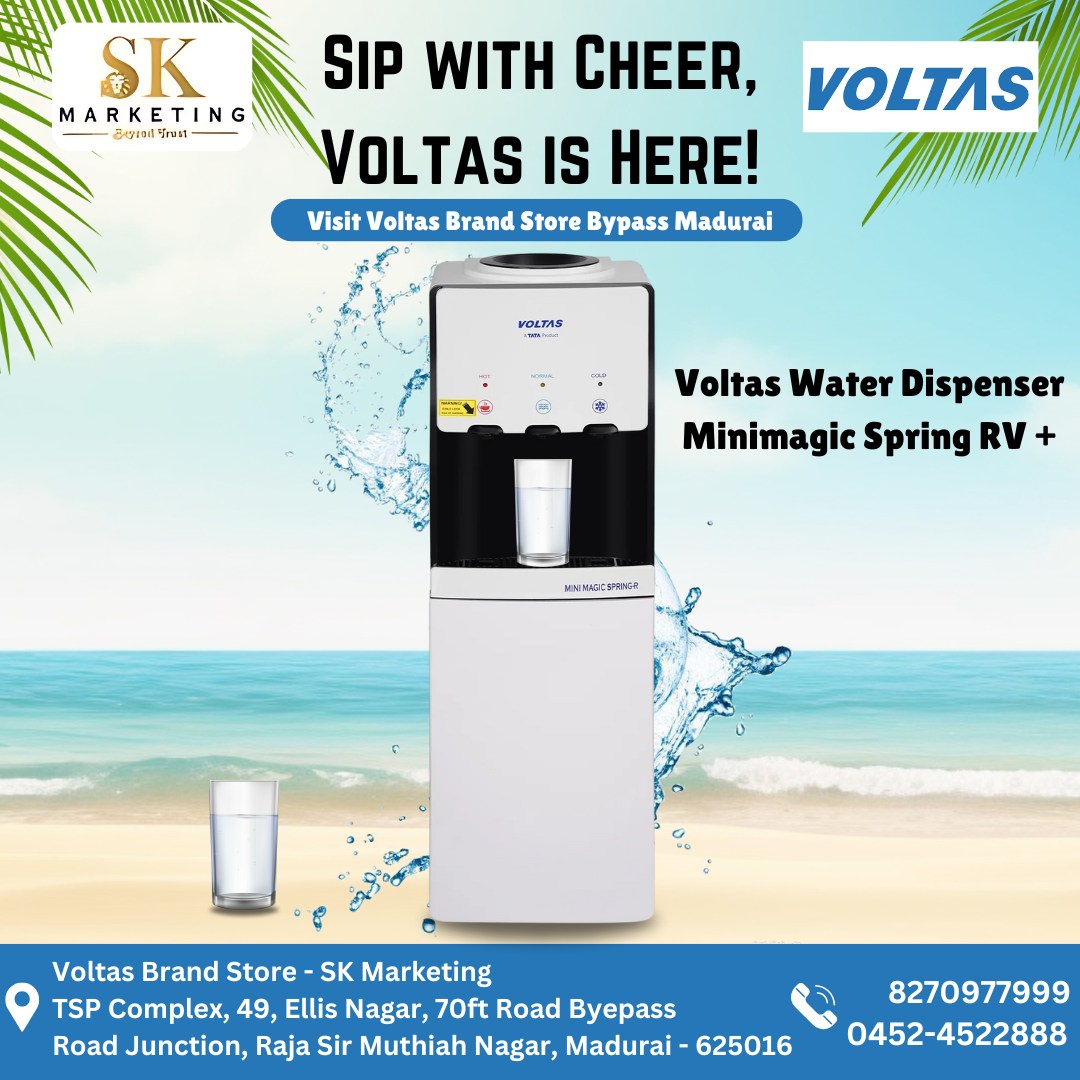 SK
MARKETING
Beyond Trust
SIP WITH CHEER,
VOLTAS IS HERE!
VOLTAS
Visit Voltas Brand Store Bypass Madurai
VOLTAS
A TATA Product
HOT NORMAL COLD
WARNING!
Voltas Water Dispenser
Minimagic Spring RV +
MINI MAGIC SPRING-R
Voltas Brand Store - SK Marketing
TSP Complex, 49, Ellis Nagar, 70ft Road Byepass
Road Junction, Raja Sir Muthiah Nagar, Madurai - 625016
8270977999
0452-4522888